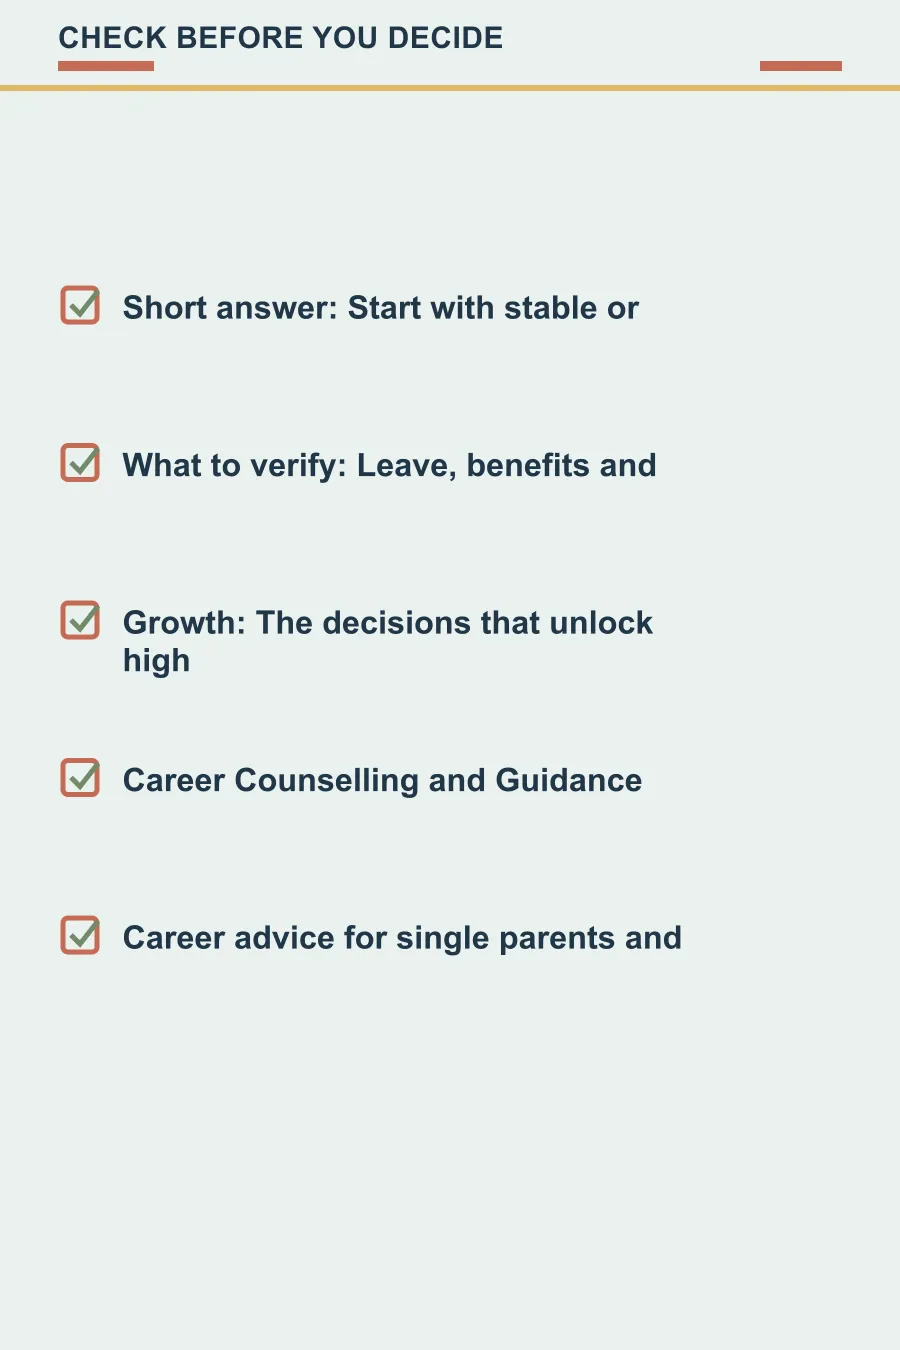 CHECK BEFORE YOU DECIDE
Short answer: Start with stable or
What to verify: Leave, benefits and
Growth: The decisions that unlock
high
Career Counselling and Guidance
Career advice for single parents and